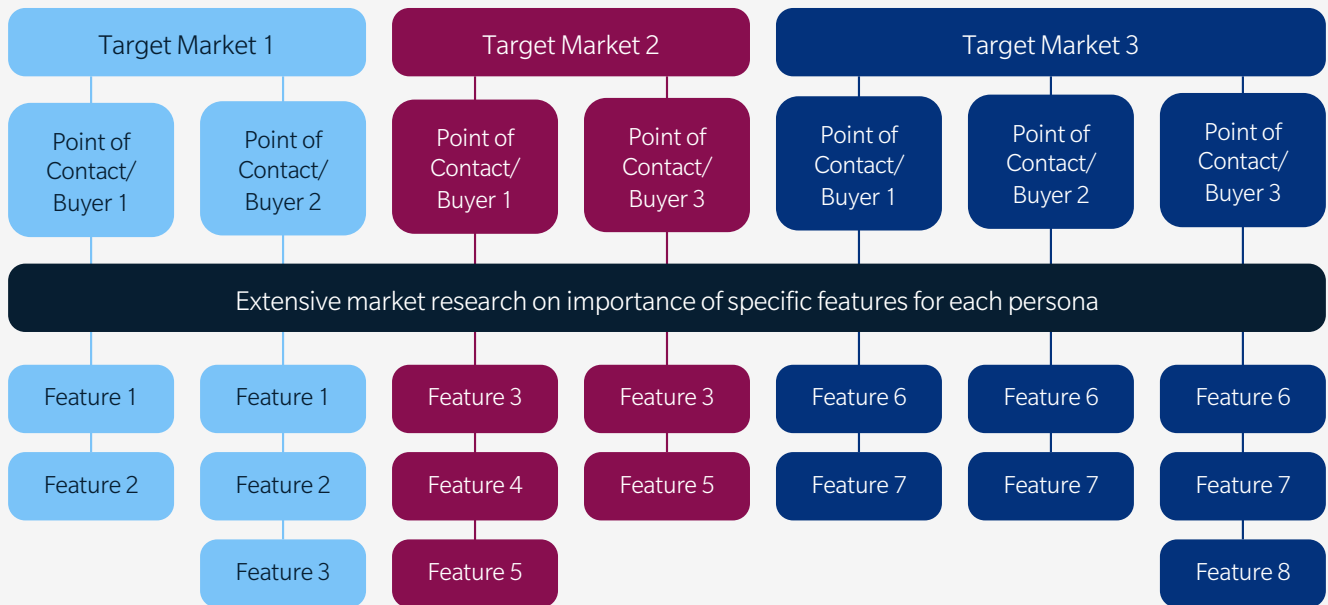 Target Market 1
Target Market 2
Target Market 3
Point of
Contact/
Buyer 1
Point of
Contact/
Buyer 2
Point of
Contact/
Buyer 1
Point of
Contact/
Buyer 3
Point of
Contact/
Buyer 1
Point of
Contact/
Buyer 2
Point of
Contact/
Buyer 3
Extensive market research on importance of specific features for each persona
Feature 1
Feature 1
Feature 3
Feature 3
Feature 6
Feature 6
Feature 6
Feature 2
Feature 2
Feature 4
Feature 5
Feature 7
Feature 7
Feature 7
Feature 3
Feature 5
Feature 8